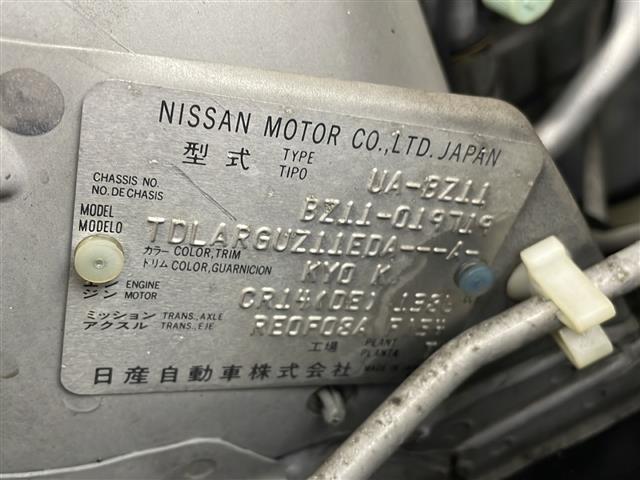 NISSAN MOTOR CO., LTD. JAPAN
型式 TYPE TIPO UA-BZ11
CHASSIS NO. NO. DE CHASIS BZ11-019719
MODEL MODELO TDLARGUZ11EDA---A-
カラー COLOR, TRIM トリム COLOR, GUARNICION KY0 K
エンジン ENGINE MOTOR CR14(DE)
ミッション TRANS., AXLE アクスル TRANS., EJE RE0F08A
工場 PLANT PLANTA
日産自動車株式会社 MADE IN